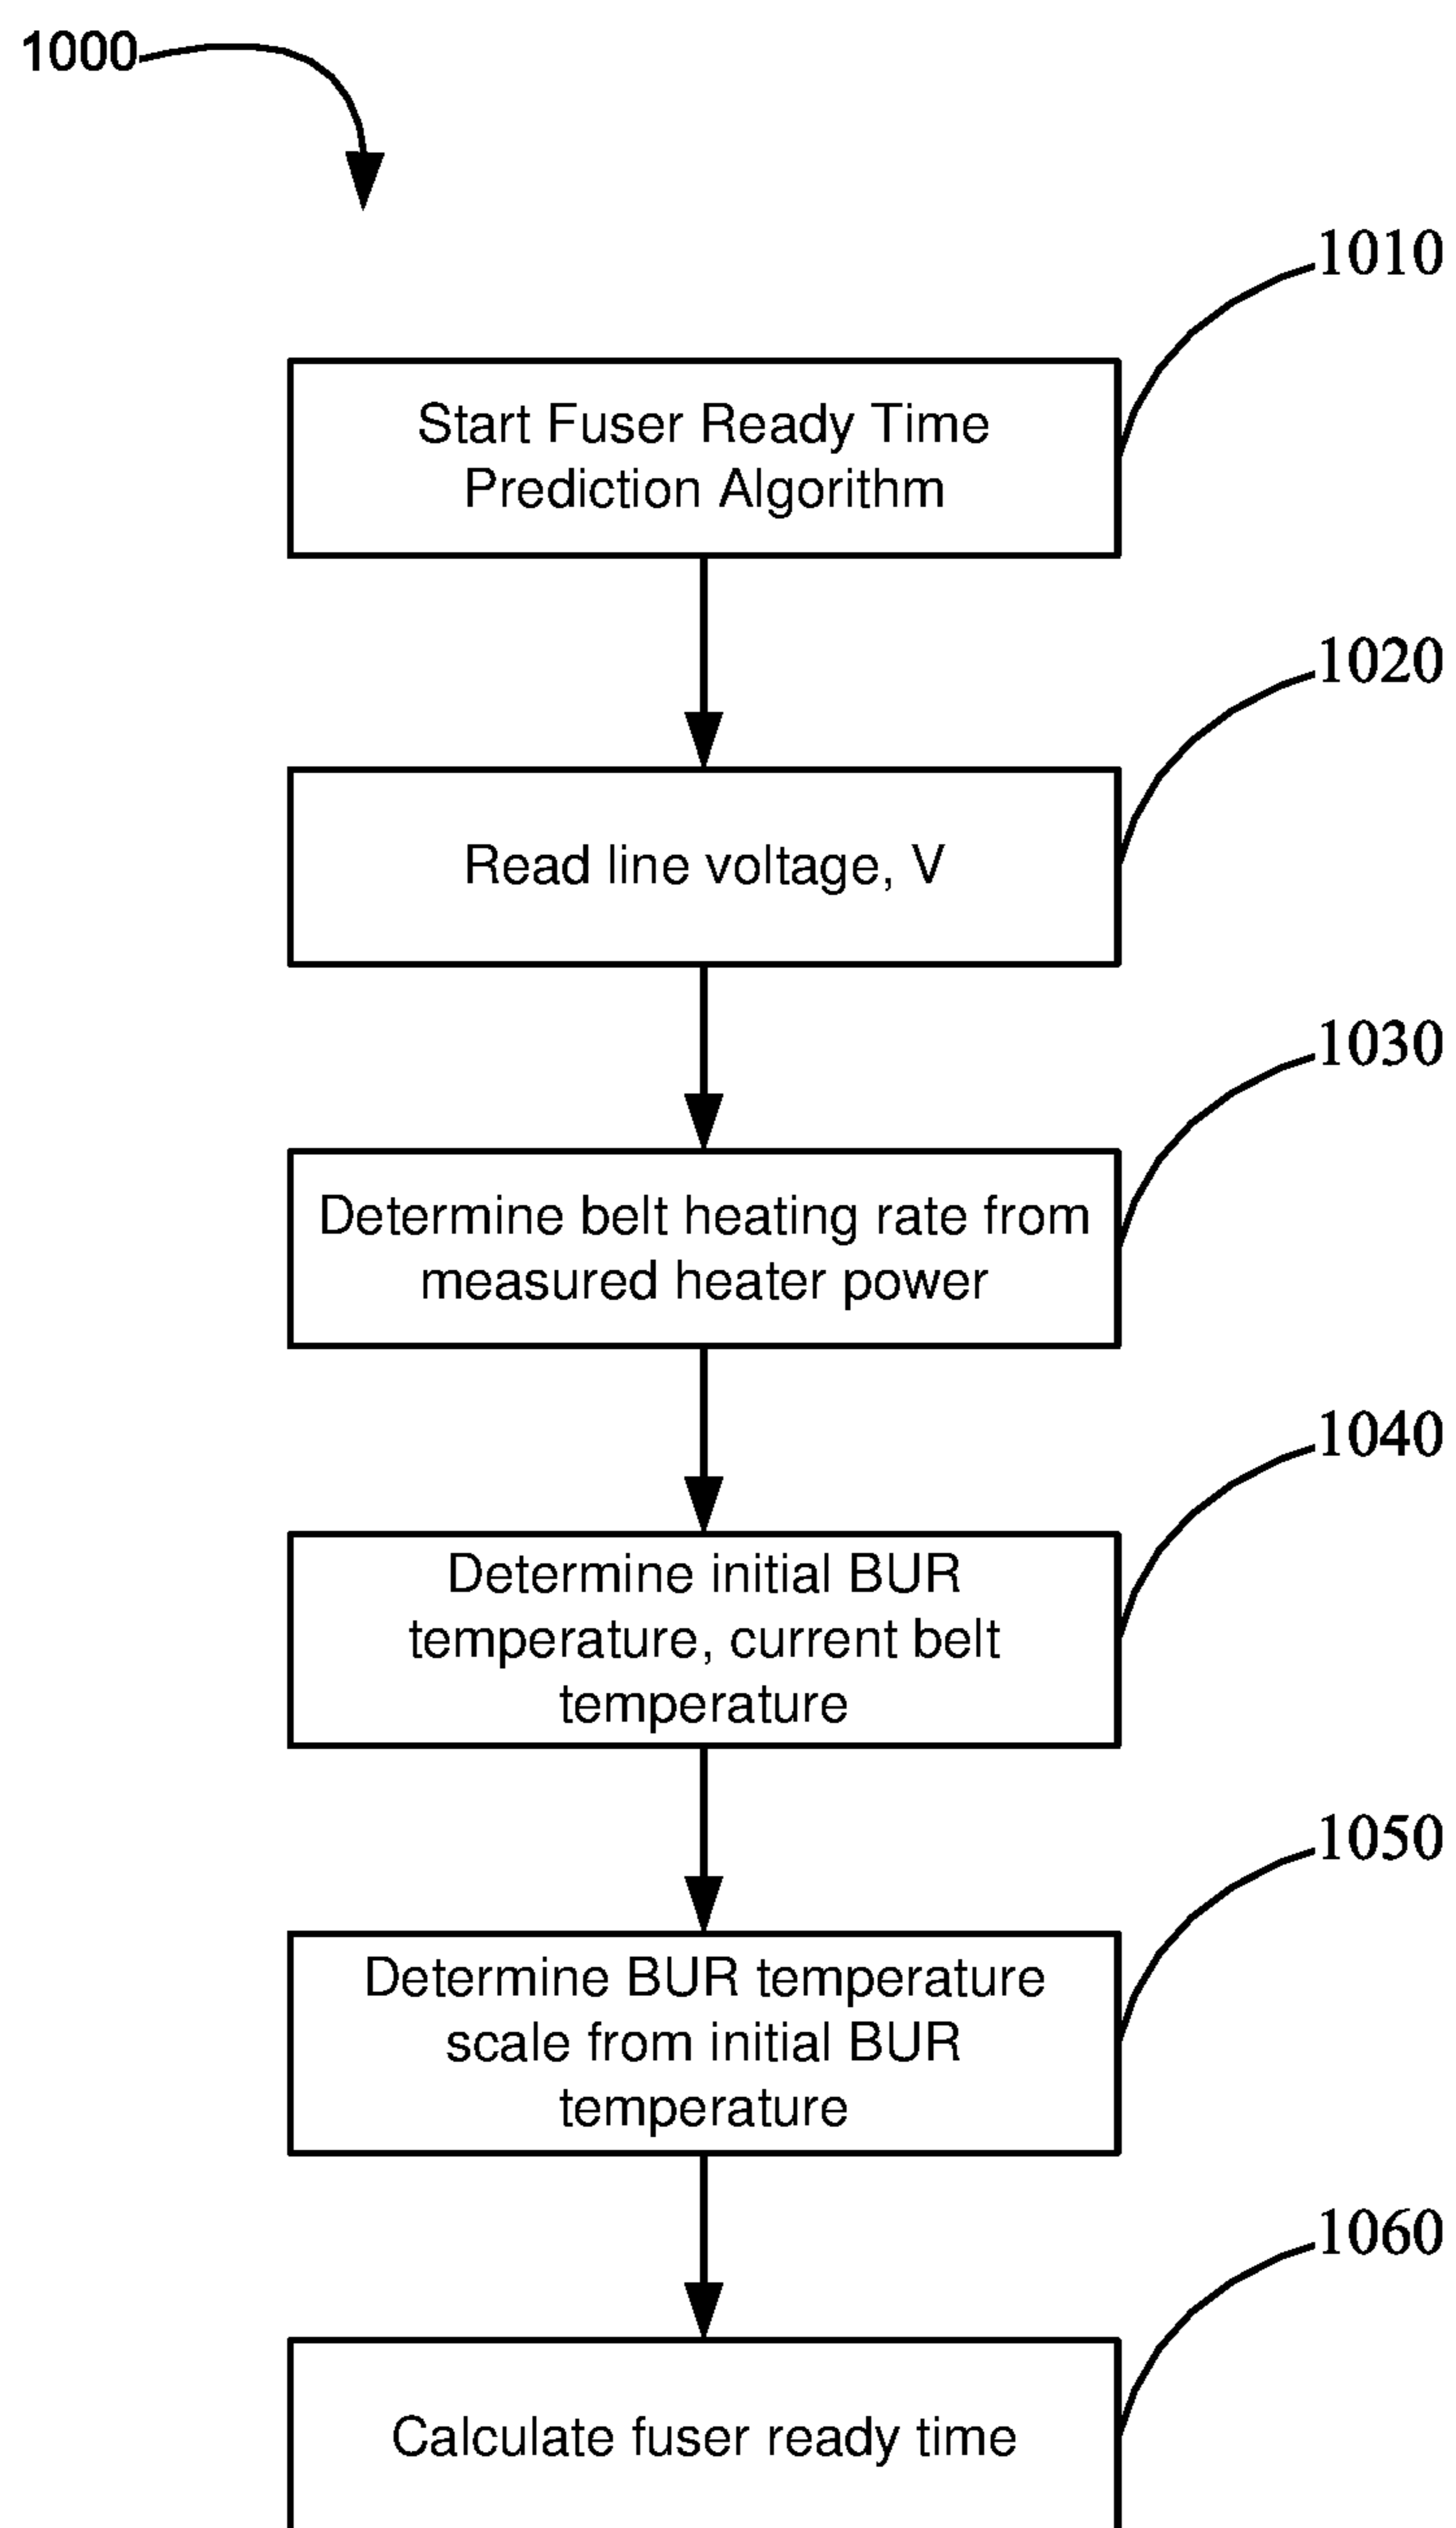 1000
1010
Start Fuser Ready Time
Prediction Algorithm
1020
Read line voltage, V
1030
Determine belt heating rate from
measured heater power
1040
Determine initial BUR
temperature, current belt
temperature
1050
Determine BUR temperature
scale from initial BUR
temperature
1060
Calculate fuser ready time